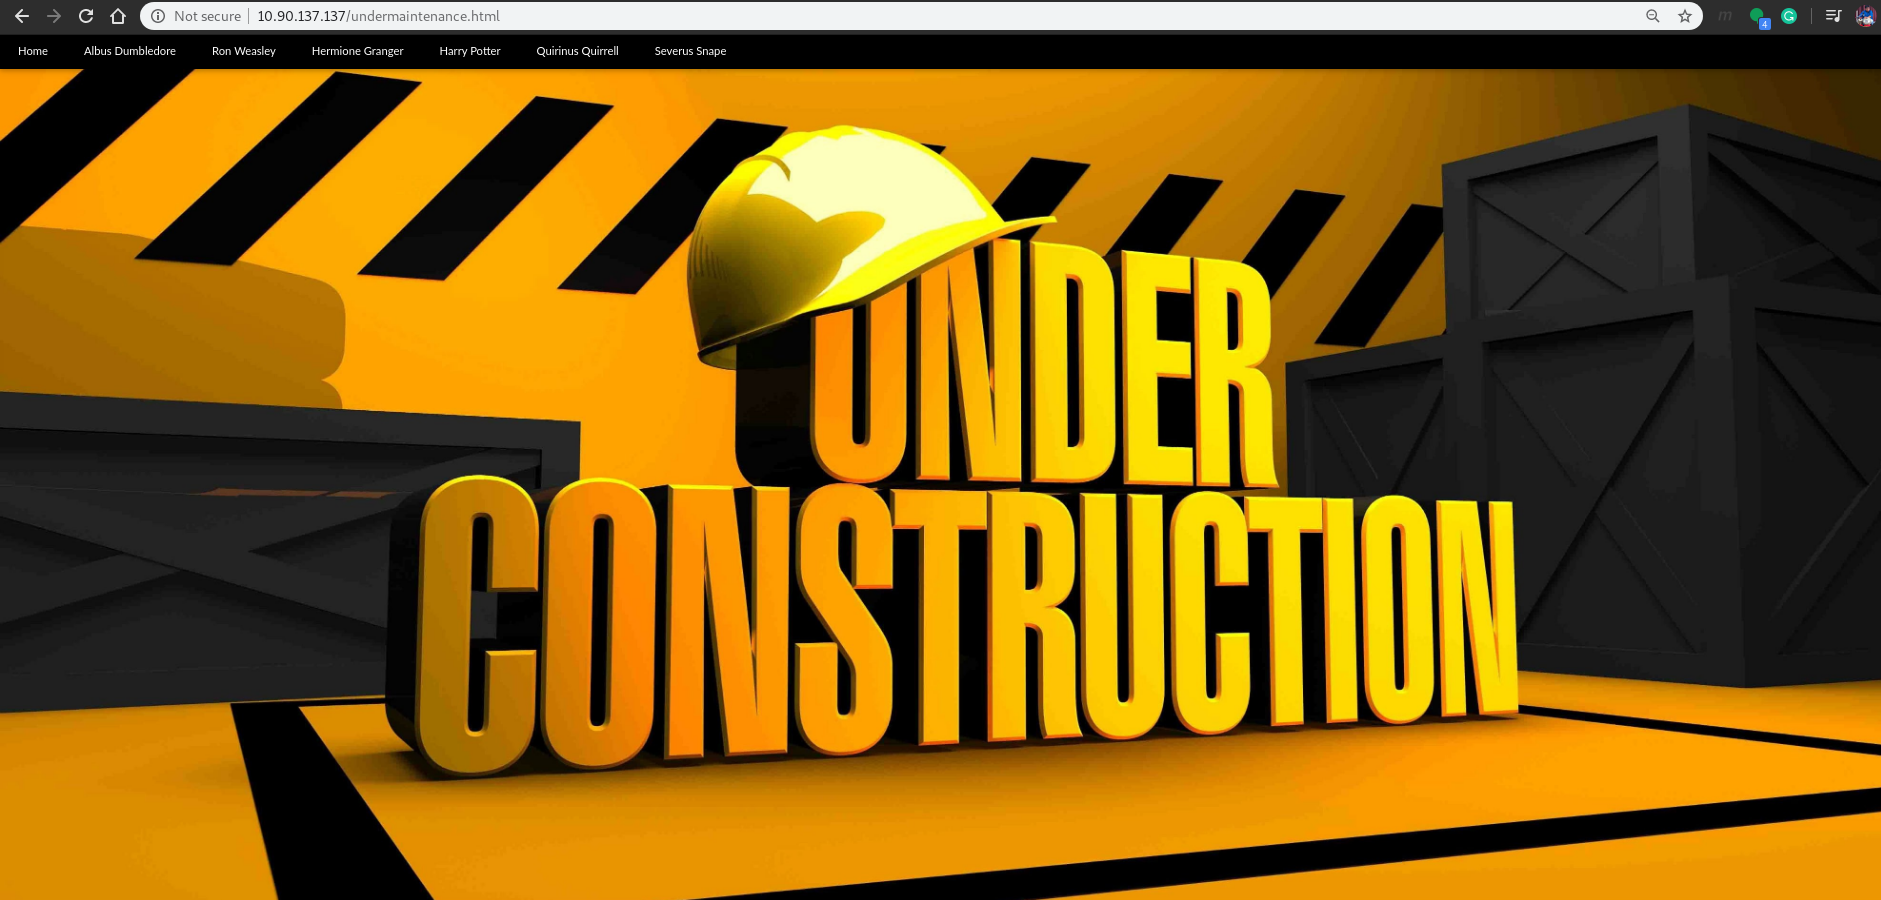 Not secure 10.90.137.137/undermaintenance.html
4
Home Albus Dumbledore Ron Weasley Hermione Granger Harry Potter Quirinus Quirrell Severus Snape
UNDER
CONSTRUCTION